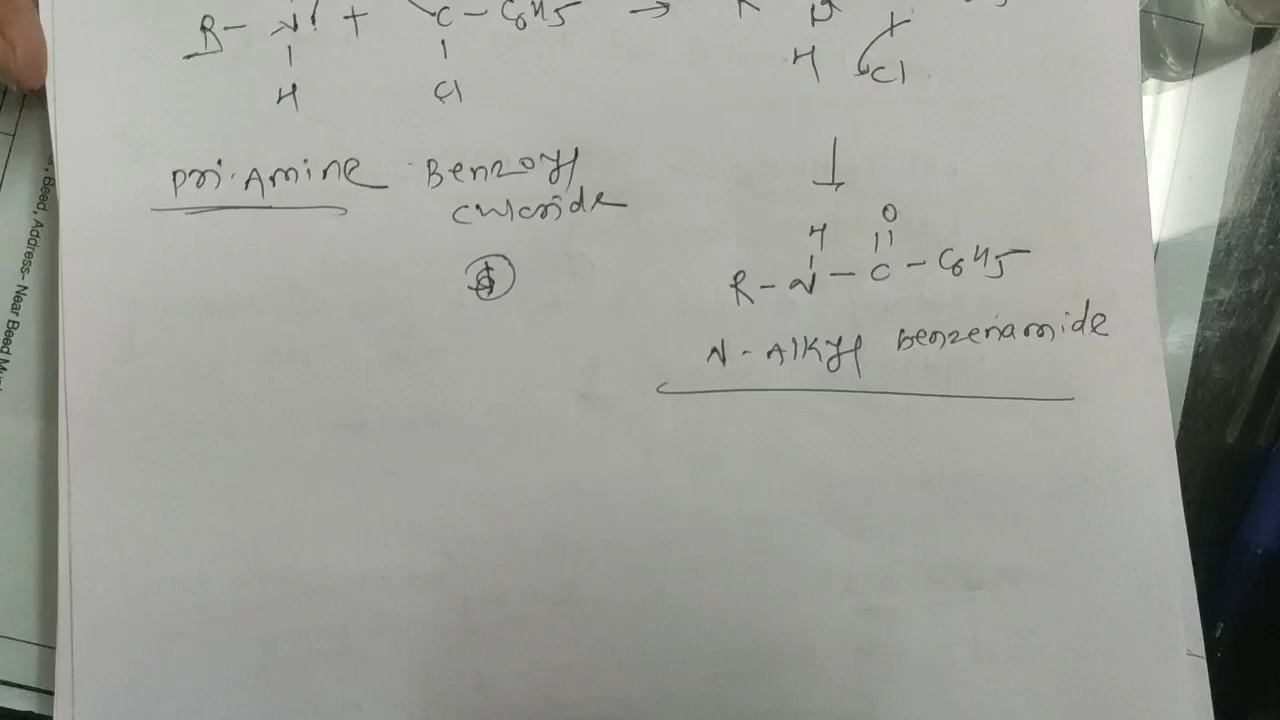 R - N + C - C6H5 →
H Cl H Cl
pri. Amine Benzoyl
chloride
↓
H O
R - N - C - C6H5
N - Alkyl benzenamide
, Beed, Address- Near Beed